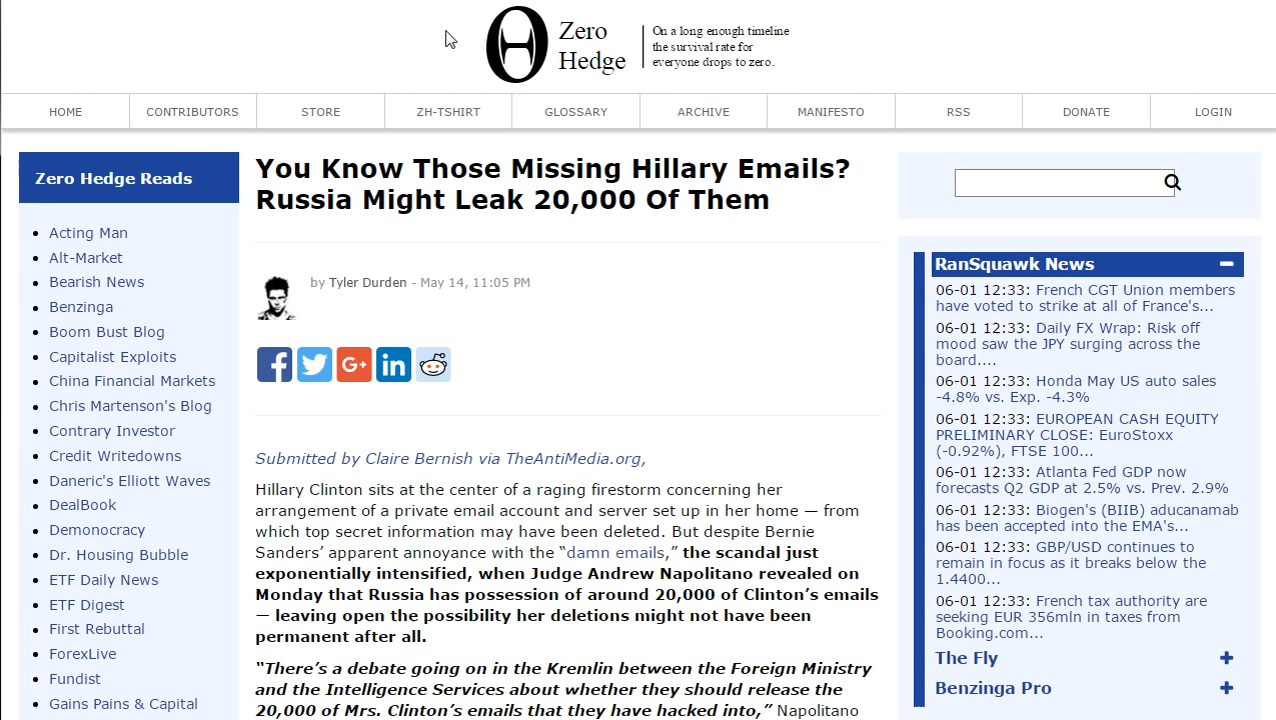 Zero
Hedge
On a long enough timeline
the survival rate for
everyone drops to zero.
HOME CONTRIBUTORS STORE ZH-TSHIRT GLOSSARY ARCHIVE MANIFESTO RSS DONATE LOGIN
Zero Hedge Reads
Acting Man
Alt-Market
Bearish News
Benzinga
Boom Bust Blog
Capitalist Exploits
China Financial Markets
Chris Martenson's Blog
Contrary Investor
Credit Writedowns
Daneric's Elliott Waves
DealBook
Demonocracy
Dr. Housing Bubble
ETF Daily News
ETF Digest
First Rebuttal
ForexLive
Fundist
Gains Pains & Capital
You Know Those Missing Hillary Emails?
Russia Might Leak 20,000 Of Them
by Tyler Durden - May 14, 11:05 PM
Submitted by Claire Bernish via TheAntiMedia.org,
Hillary Clinton sits at the center of a raging firestorm concerning her
arrangement of a private email account and server set up in her home — from
which top secret information may have been deleted. But despite Bernie
Sanders’ apparent annoyance with the “damn emails,” the scandal just
exponentially intensified, when Judge Andrew Napolitano revealed on
Monday that Russia has possession of around 20,000 of Clinton’s emails
— leaving open the possibility her deletions might not have been
permanent after all.
“There’s a debate going on in the Kremlin between the Foreign Ministry
and the Intelligence Services about whether they should release the
20,000 of Mrs. Clinton’s emails that they have hacked into,” Napolitano
RanSquawk News
06-01 12:33: French CGT Union members
have voted to strike at all of France's...
06-01 12:33: Daily FX Wrap: Risk off
mood saw the JPY surging across the
board....
06-01 12:33: Honda May US auto sales
-4.8% vs. Exp. -4.3%
06-01 12:33: EUROPEAN CASH EQUITY
PRELIMINARY CLOSE: EuroStoxx
(-0.92%), FTSE 100...
06-01 12:33: Atlanta Fed GDP now
forecasts Q2 GDP at 2.5% vs. Prev. 2.9%
06-01 12:33: Biogen's (BIIB) aducanumab
has been accepted into the EMA's...
06-01 12:33: GBP/USD continues to
remain in focus as it breaks below the
1.4400...
06-01 12:33: French tax authority are
seeking EUR 356mln in taxes from
Booking.com...
The Fly
Benzinga Pro